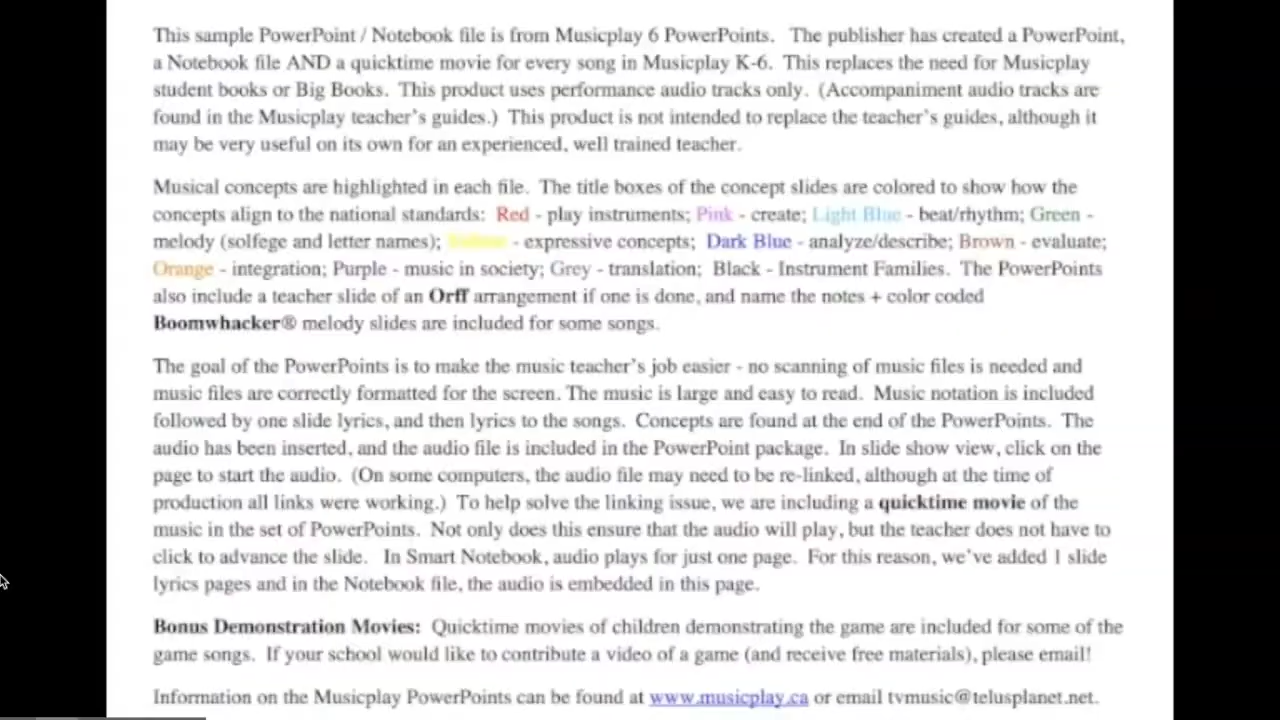 This sample PowerPoint / Notebook file is from Musicplay 6 PowerPoints. The publisher has created a PowerPoint,
a Notebook file AND a quicktime movie for every song in Musicplay K-6. This replaces the need for Musicplay
student books or Big Books. This product uses performance audio tracks only. (Accompaniment audio tracks are
found in the Musicplay teacher's guides.) This product is not intended to replace the teacher's guides, although it
may be very useful on its own for an experienced, well trained teacher.
Musical concepts are highlighted in each file. The title boxes of the concept slides are colored to show how the
concepts align to the national standards: Red - play instruments; Pink - create; Light Blue - beat/rhythm; Green -
melody (solfege and letter names); Yellow - expressive concepts; Dark Blue - analyze/describe; Brown - evaluate;
Orange - integration; Purple - music in society; Grey - translation; Black - Instrument Families. The PowerPoints
also include a teacher slide of an Orff arrangement if one is done, and name the notes + color coded
Boomwhacker® melody slides are included for some songs.
The goal of the PowerPoints is to make the music teacher's job easier - no scanning of music files is needed and
music files are correctly formatted for the screen. The music is large and easy to read. Music notation is included
followed by one slide lyrics, and then lyrics to the songs. Concepts are found at the end of the PowerPoints. The
audio has been inserted, and the audio file is included in the PowerPoint package. In slide show view, click on the
page to start the audio. (On some computers, the audio file may need to be re-linked, although at the time of
production all links were working.) To help solve the linking issue, we are including a quicktime movie of the
music in the set of PowerPoints. Not only does this ensure that the audio will play, but the teacher does not have to
click to advance the slide. In Smart Notebook, audio plays for just one page. For this reason, we've added 1 slide
lyrics pages and in the Notebook file, the audio is embedded in this page.
Bonus Demonstration Movies: Quicktime movies of children demonstrating the game are included for some of the
game songs. If your school would like to contribute a video of a game (and receive free materials), please email!
Information on the Musicplay PowerPoints can be found at www.musicplay.ca or email tvmusic@telusplanet.net.